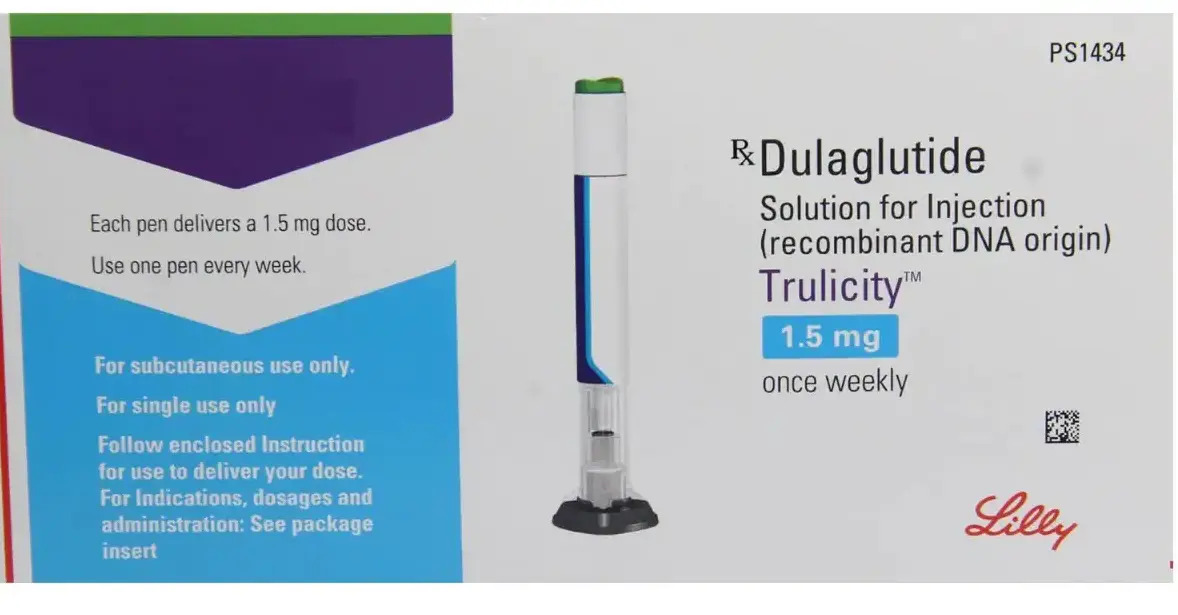 PS1434
Each pen delivers a 1.5 mg dose.
Use one pen every week.
For subcutaneous use only.
For single use only
Follow enclosed Instruction
for use to deliver your dose.
For Indications, dosages and
administration: See package
insert
℞ Dulaglutide
Solution for Injection
(recombinant DNA origin)
Trulicity™
1.5 mg
once weekly
Lilly